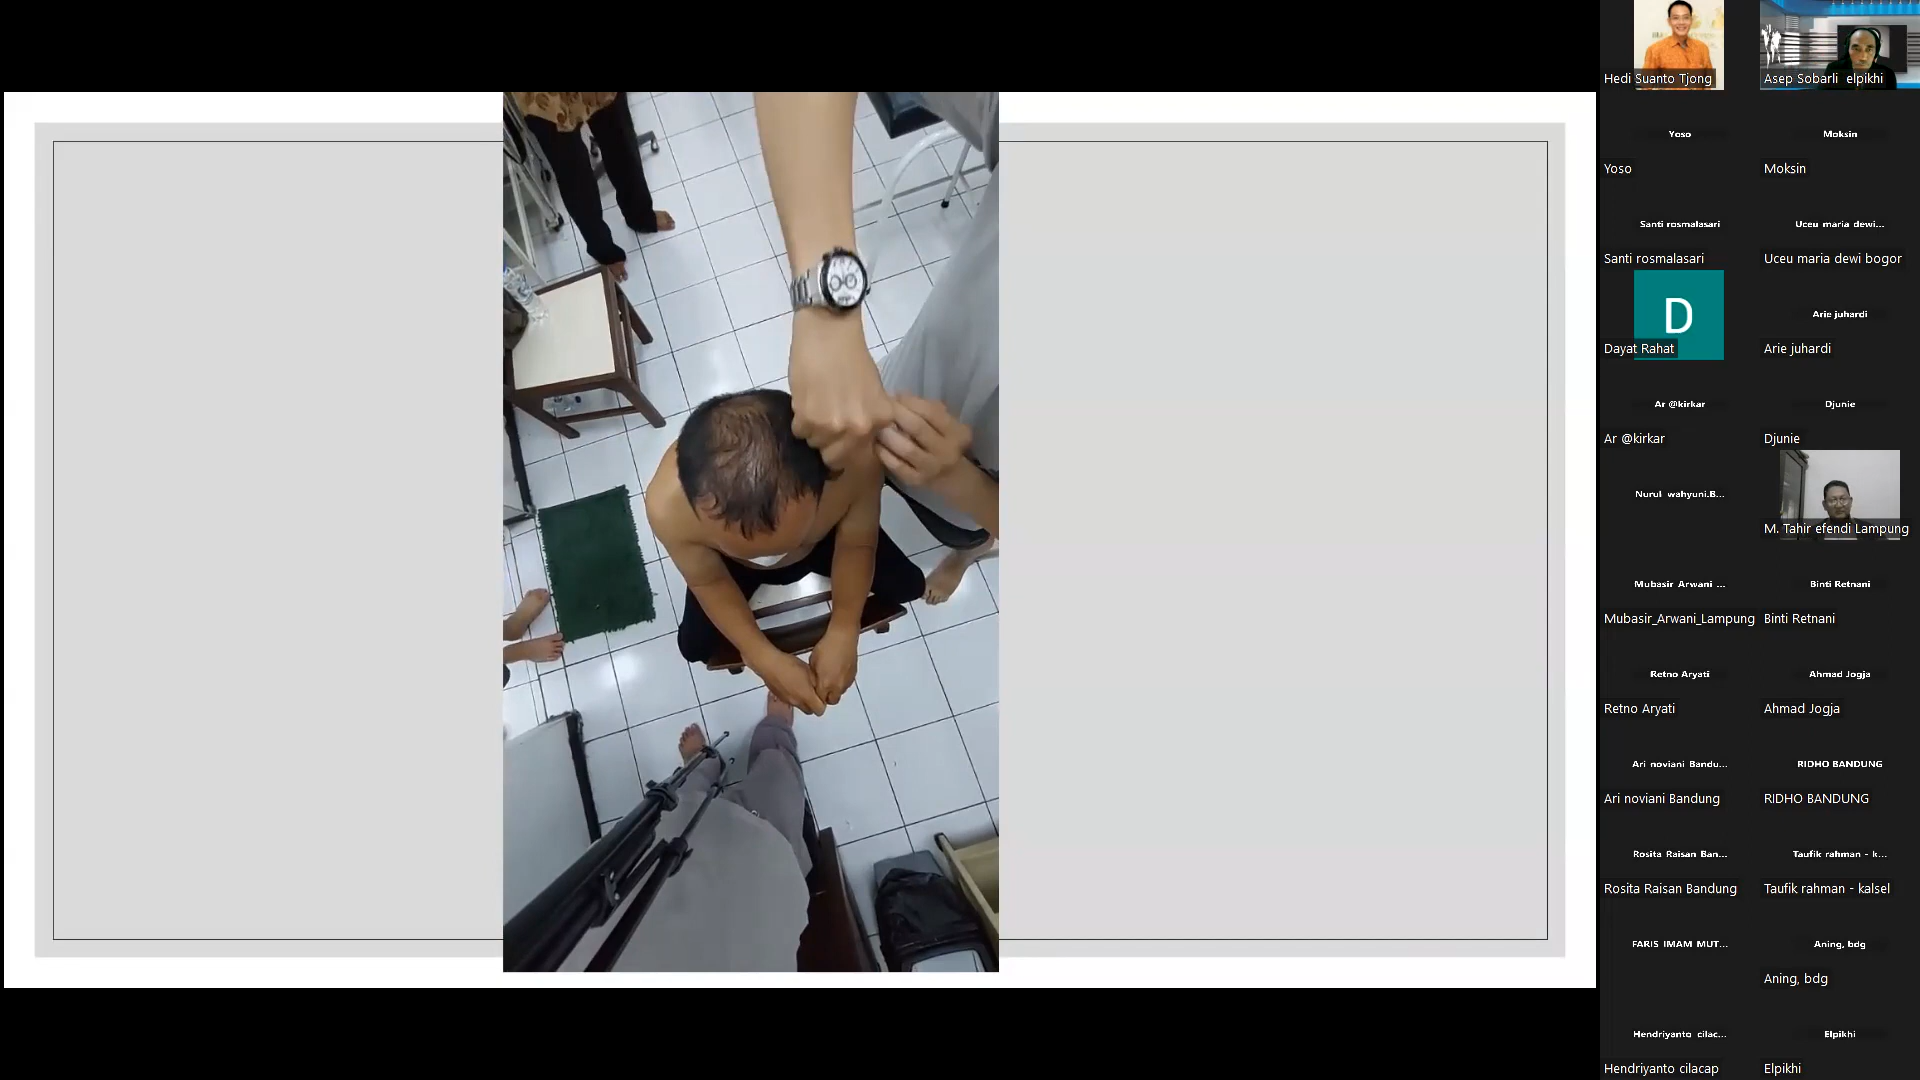 Hedi Suanto Tjong
Asep Sobarli elpikhi
Yoso
Moksin
Yoso
Moksin
Santi rosmalasari
Uceu maria dewi...
Santi rosmalasari
Uceu maria dewi bogor
D
Arie juhardi
Dayat Rahat
Arie juhardi
Ar @kirkar
Djunie
Ar @kirkar
Djunie
Nurul wahyuni.B...
M. Tahir efendi Lampung
Mubasir Arwani ...
Binti Retnani
Mubasir_Arwani_Lampung
Binti Retnani
Retno Aryati
Ahmad Jogja
Retno Aryati
Ahmad Jogja
Ari noviani Bandu...
RIDHO BANDUNG
Ari noviani Bandung
RIDHO BANDUNG
Rosita Raisan Ban...
Taufik rahman - k...
Rosita Raisan Bandung
Taufik rahman - kalsel
FARIS IMAM MUT...
Aning, bdg
Aning, bdg
Hendriyanto cilac...
Elpikhi
Hendriyanto cilacap
Elpikhi